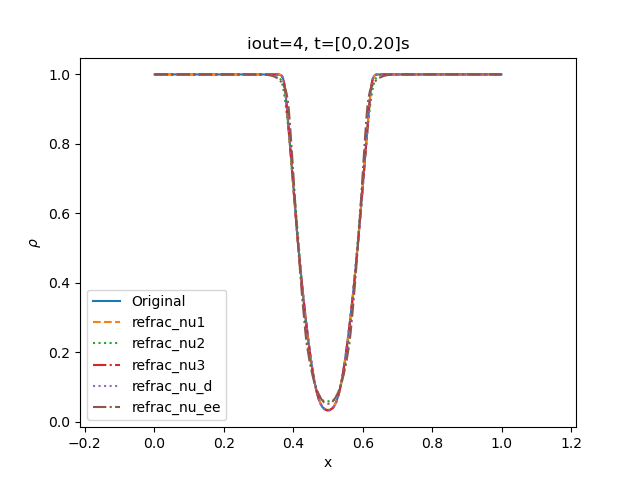 iout=4, t=[0,0.20]s
1.0
0.8
0.6
ρ
0.4
0.2
0.0
Original
refrac_nu1
refrac_nu2
refrac_nu3
refrac_nu_d
refrac_nu_ee
−0.2 0.0 0.2 0.4 0.6 0.8 1.0 1.2
x